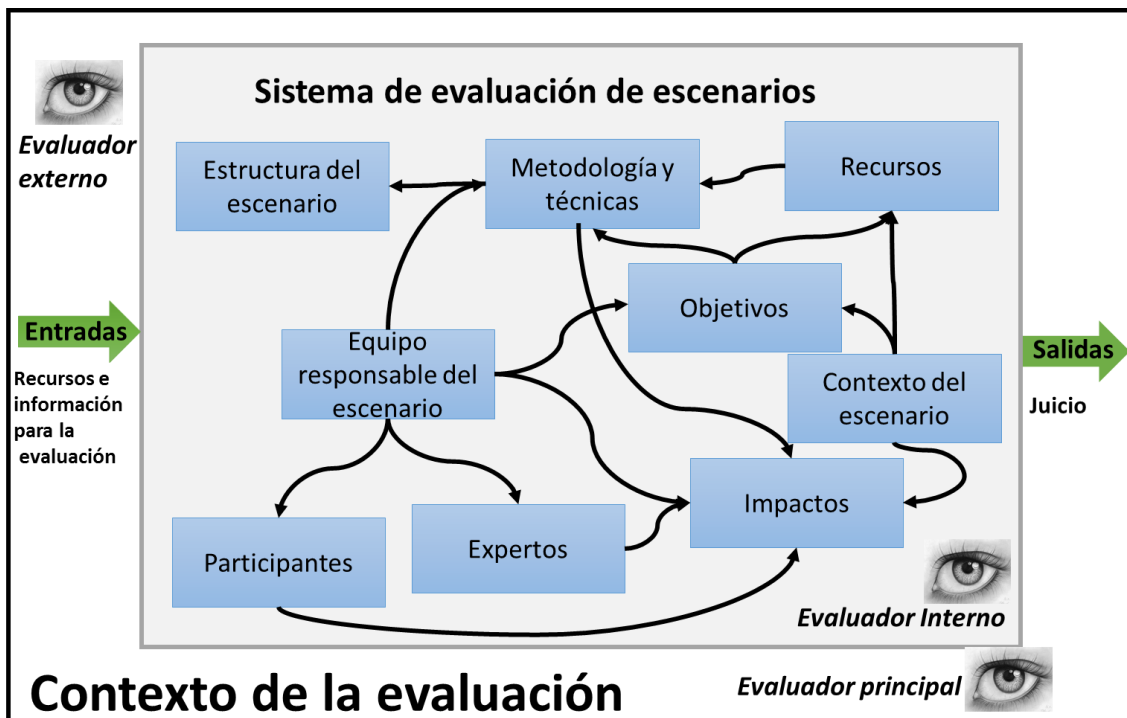 Sistema de evaluación de escenarios
Evaluador
externo
Estructura del
escenario
Metodología y
técnicas
Recursos
Objetivos
Entradas
Recursos e
información
para la
evaluación
Equipo
responsable del
escenario
Contexto del
escenario
Salidas
Juicio
Impactos
Participantes
Expertos
Evaluador Interno
Contexto de la evaluación
Evaluador principal